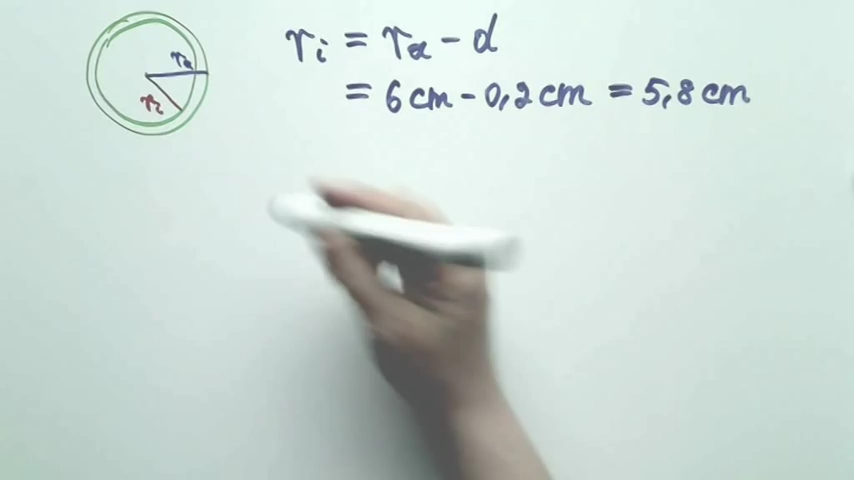 rₐ
rᵢ
rᵢ = rₐ - d
= 6 cm - 0,2 cm = 5,8 cm